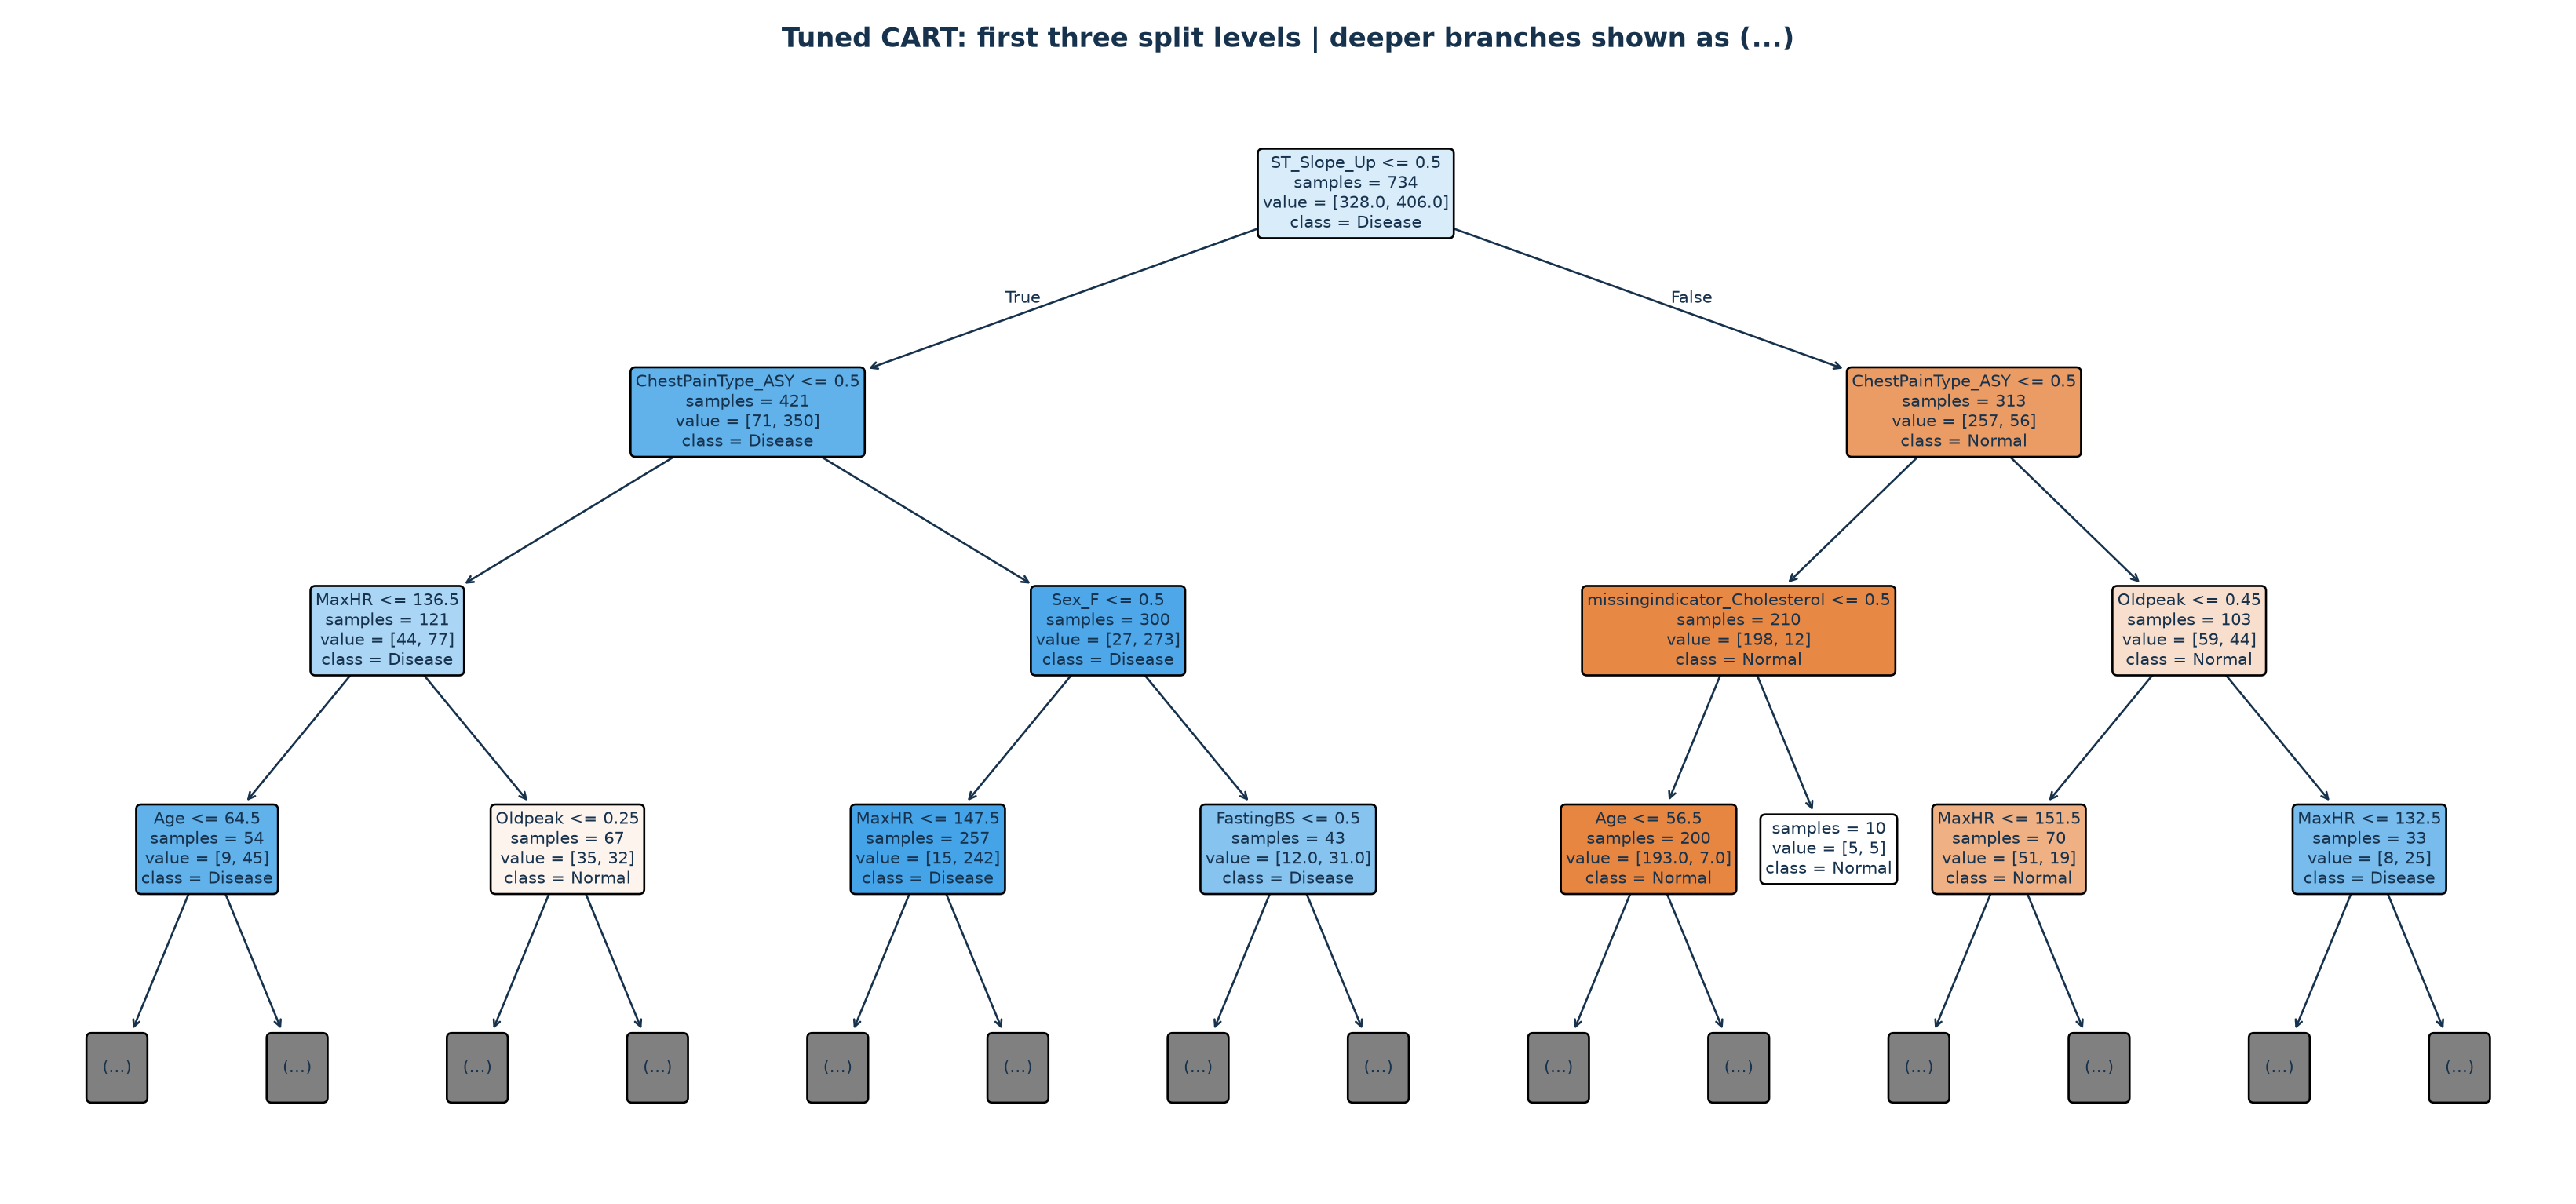 Tuned CART: first three split levels | deeper branches shown as (...)
ST_Slope_Up <= 0.5
samples = 734
value = [328.0, 406.0]
class = Disease
True
False
ChestPainType_ASY <= 0.5
samples = 421
value = [71, 350]
class = Disease
ChestPainType_ASY <= 0.5
samples = 313
value = [257, 56]
class = Normal
MaxHR <= 136.5
samples = 121
value = [44, 77]
class = Disease
Sex_F <= 0.5
samples = 300
value = [27, 273]
class = Disease
missingindicator_Cholesterol <= 0.5
samples = 210
value = [198, 12]
class = Normal
Oldpeak <= 0.45
samples = 103
value = [59, 44]
class = Normal
Age <= 64.5
samples = 54
value = [9, 45]
class = Disease
Oldpeak <= 0.25
samples = 67
value = [35, 32]
class = Normal
MaxHR <= 147.5
samples = 257
value = [15, 242]
class = Disease
FastingBS <= 0.5
samples = 43
value = [12.0, 31.0]
class = Disease
Age <= 56.5
samples = 200
value = [193.0, 7.0]
class = Normal
samples = 10
value = [5, 5]
class = Normal
MaxHR <= 151.5
samples = 70
value = [51, 19]
class = Normal
MaxHR <= 132.5
samples = 33
value = [8, 25]
class = Disease
(...)
(...)
(...)
(...)
(...)
(...)
(...)
(...)
(...)
(...)
(...)
(...)
(...)
(...)